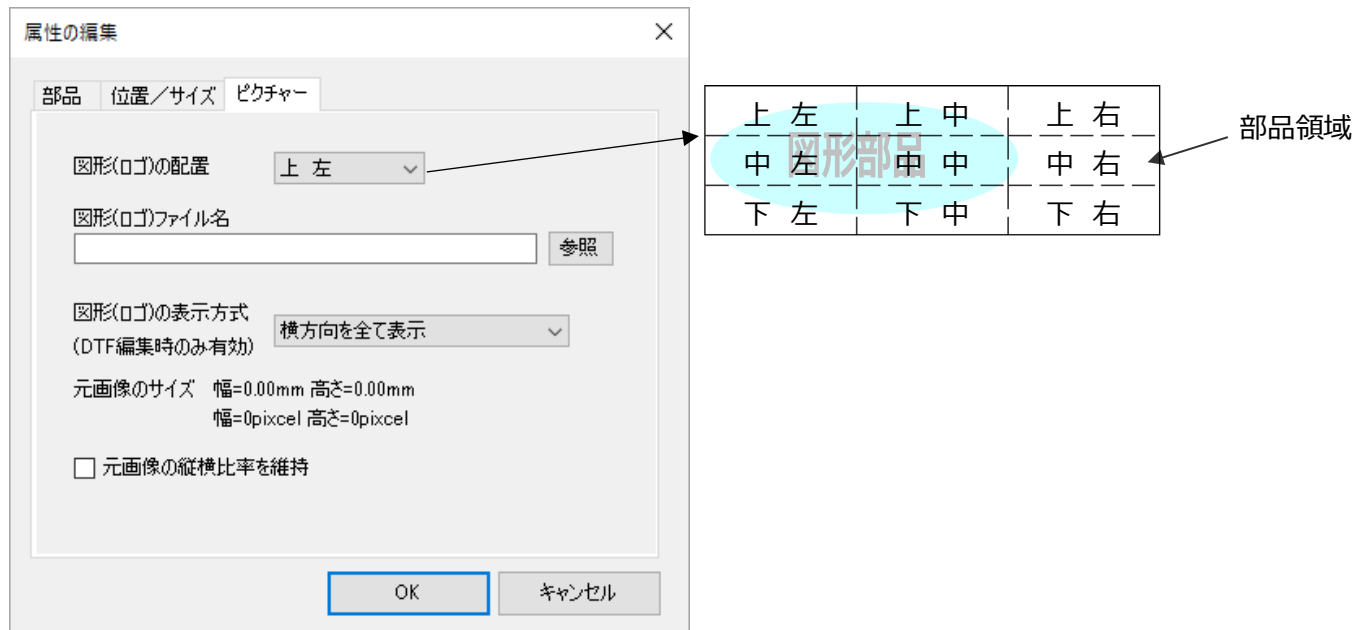 属性の編集
部品 位置／サイズ ピクチャー
図形(ロゴ)の配置 上 左
図形(ロゴ)ファイル名
参照
図形(ロゴ)の表示方式
(DTF編集時のみ有効) 横方向を全て表示
元画像のサイズ 幅=0.00mm 高さ=0.00mm
幅=0pixcel 高さ=0pixcel
元画像の縦横比率を維持
OK キャンセル
上 左 上 中 上 右
図形部品
中 左 中 中 中 右
下 左 下 中 下 右
部品領域